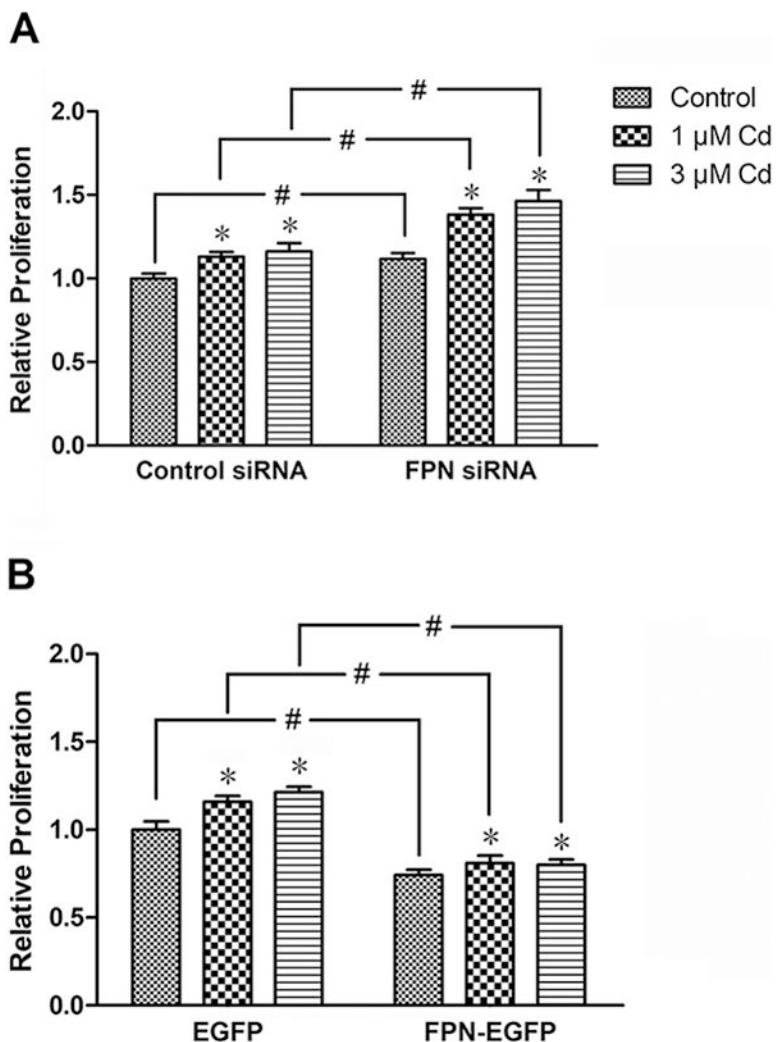 A
#
#
#
2.0
1.5
1.0
0.5
0.0
Relative Proliferation
* * * *
Control siRNA FPN siRNA
Control
1 µM Cd
3 µM Cd
B
#
#
#
2.0
1.5
1.0
0.5
0.0
Relative Proliferation
* * * *
EGFP FPN-EGFP